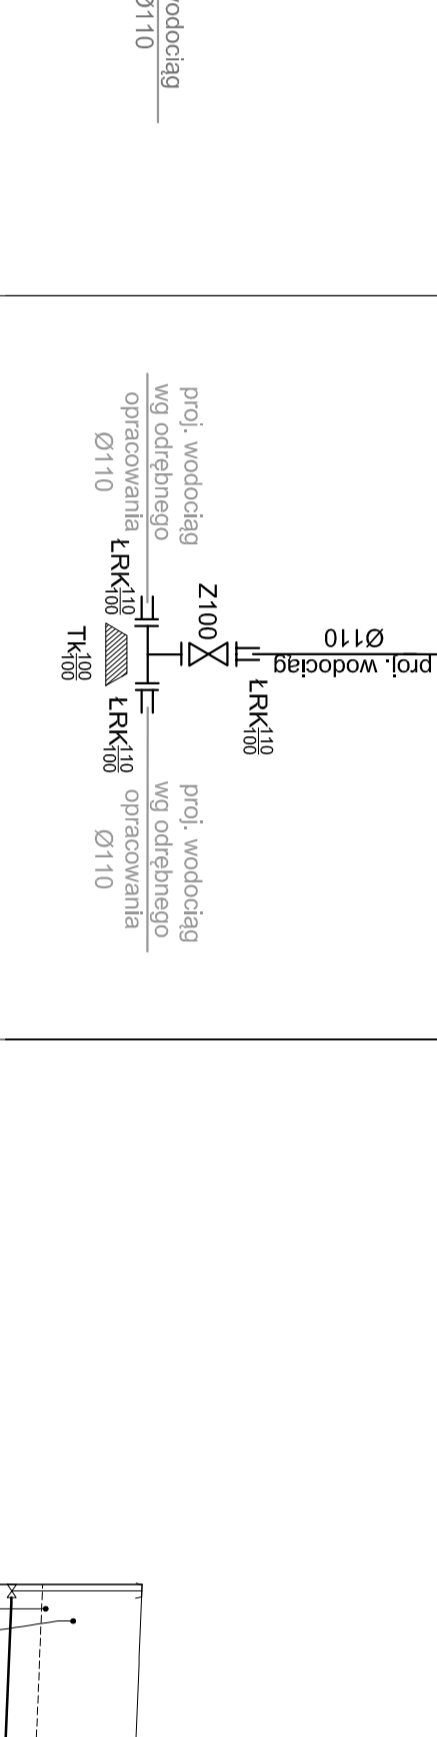 wodociąg
Ø110
proj. wodociąg
wg odrębnego
opracowania
Ø110
ŁRK 110/100
Tk 100/100
ŁRK 110/100
Z100
ŁRK 110/100
Ø110
proj. wodociąg
proj. wodociąg
wg odrębnego
opracowania
Ø110